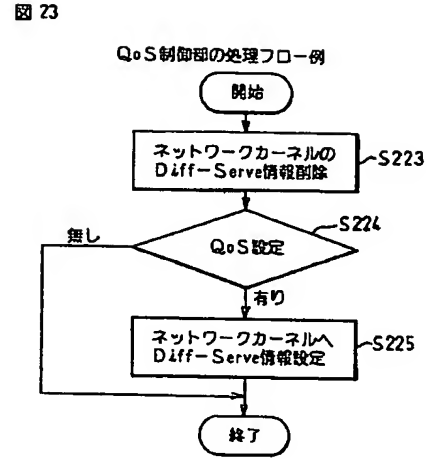 図 23
QoS制御部の処理フロー例
開始
ネットワークカーネルの
Diff-Serve情報削除
S223
S224
QoS設定
無し
有り
ネットワークカーネルへ
Diff-Serve情報設定
S225
終了